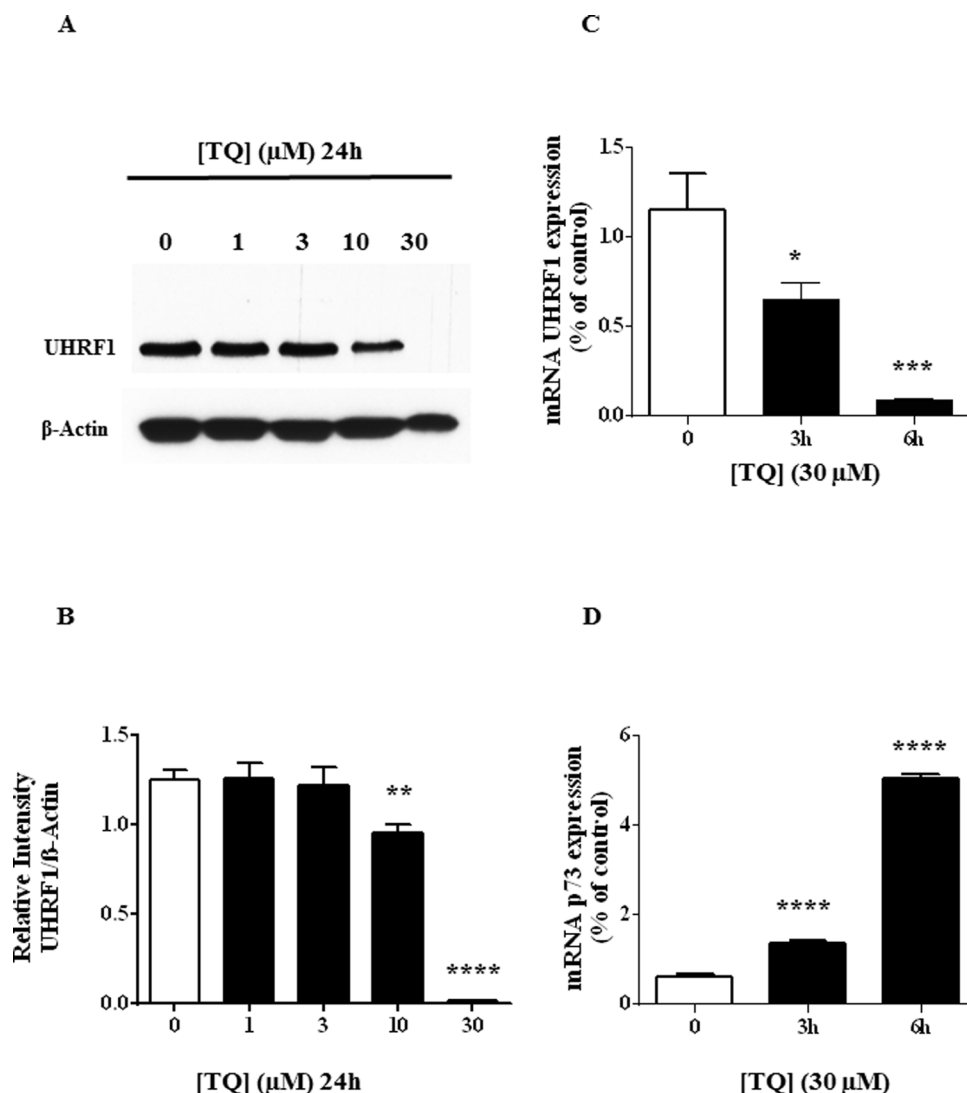 A
[TQ] (µM) 24h
0 1 3 10 30
UHRF1
β-Actin
C
mRNA UHRF1 expression
(% of control)
1.5
1.0
0.5
0.0
*
***
0 3h 6h
[TQ] (30 µM)
B
Relative Intensity
UHRF1/ß-Actin
1.5
1.0
0.5
0.0
**
****
0 1 3 10 30
[TQ] (µM) 24h
D
mRNA p73 expression
(% of control)
6
4
2
0
****
****
0 3h 6h
[TQ] (30 µM)